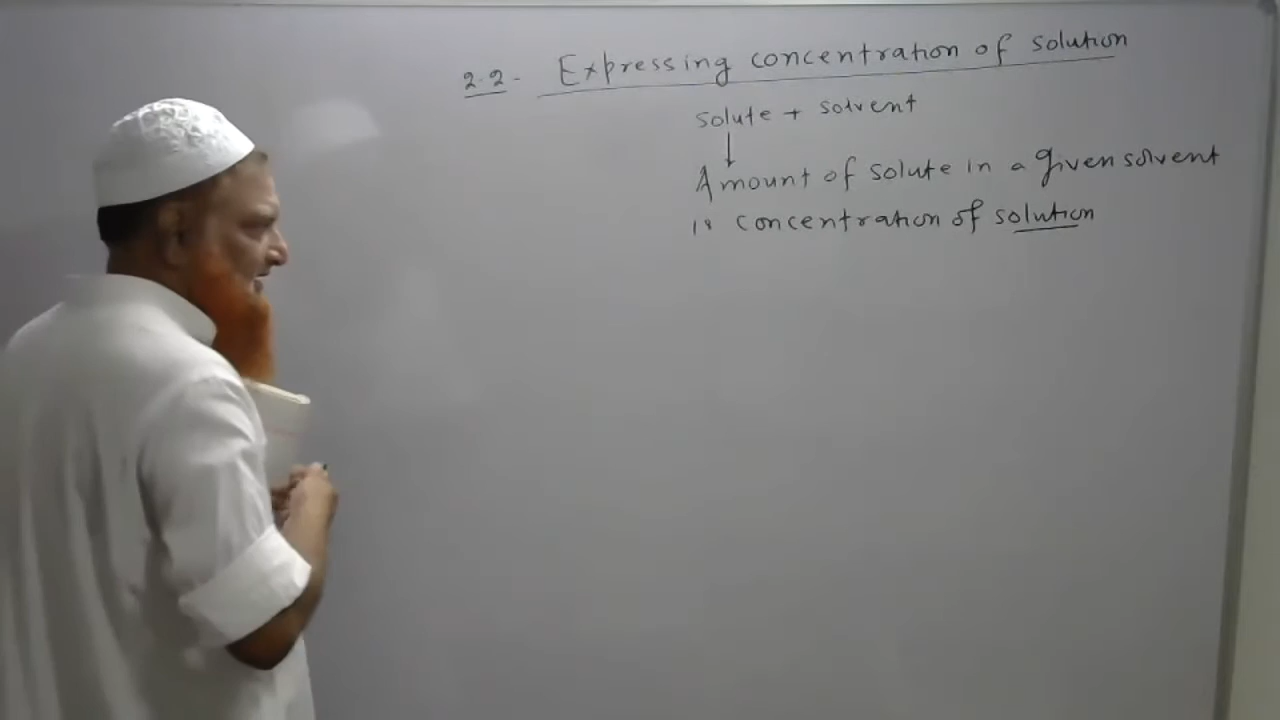 2.2- Expressing concentration of solution
solute + solvent
Amount of solute in a given solvent
is concentration of solution